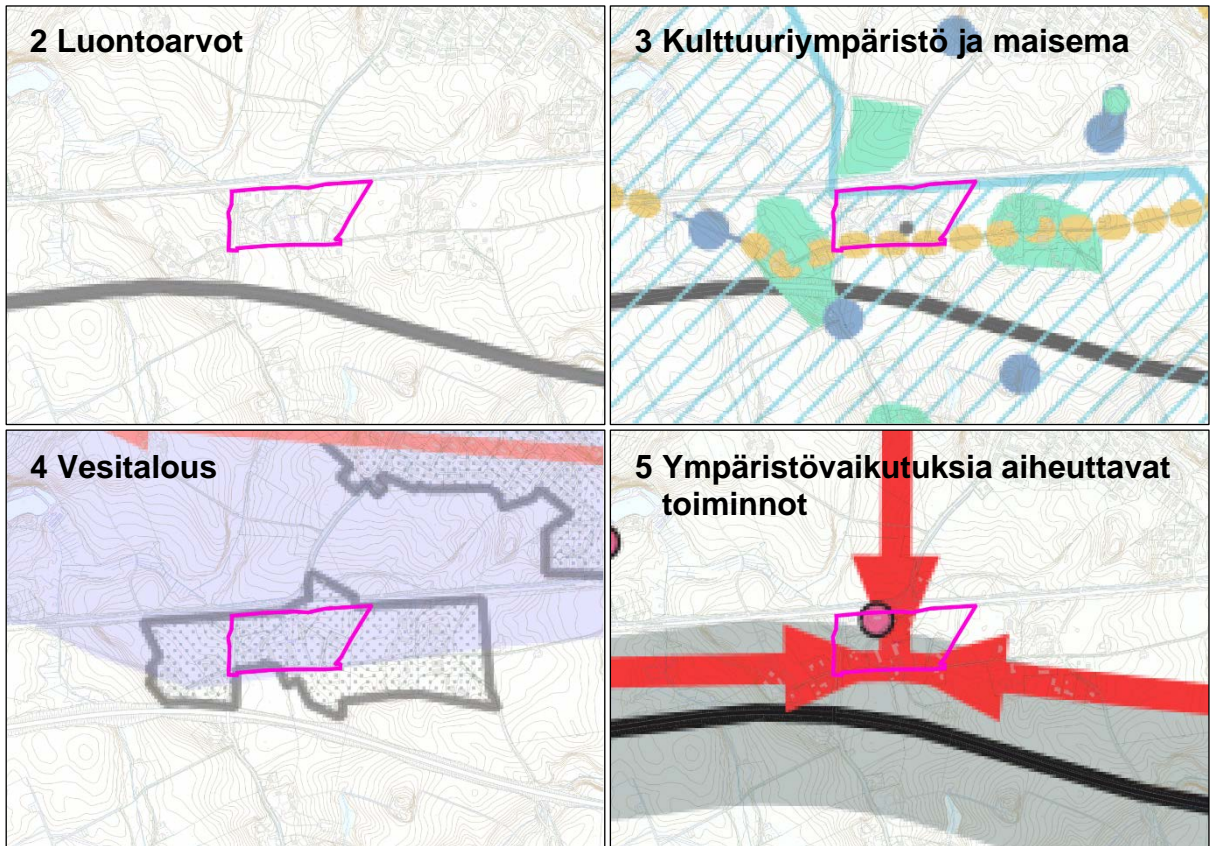 2 Luontoarvot
3 Kulttuuriympäristö ja maisema
4 Vesitalous
5 Ympäristövaikutuksia aiheuttavat
toiminnot